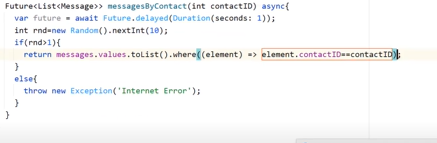 Future<List<Message>> messagesByContact(int contactID) async{
var future = await Future.delayed(Duration(seconds: 1));
int rnd=new Random().nextInt(10);
if(rnd>1){
return messages.values.toList().where((element) => element.contactID==contactID);
}
else{
throw new Exception('Internet Error');
}
}